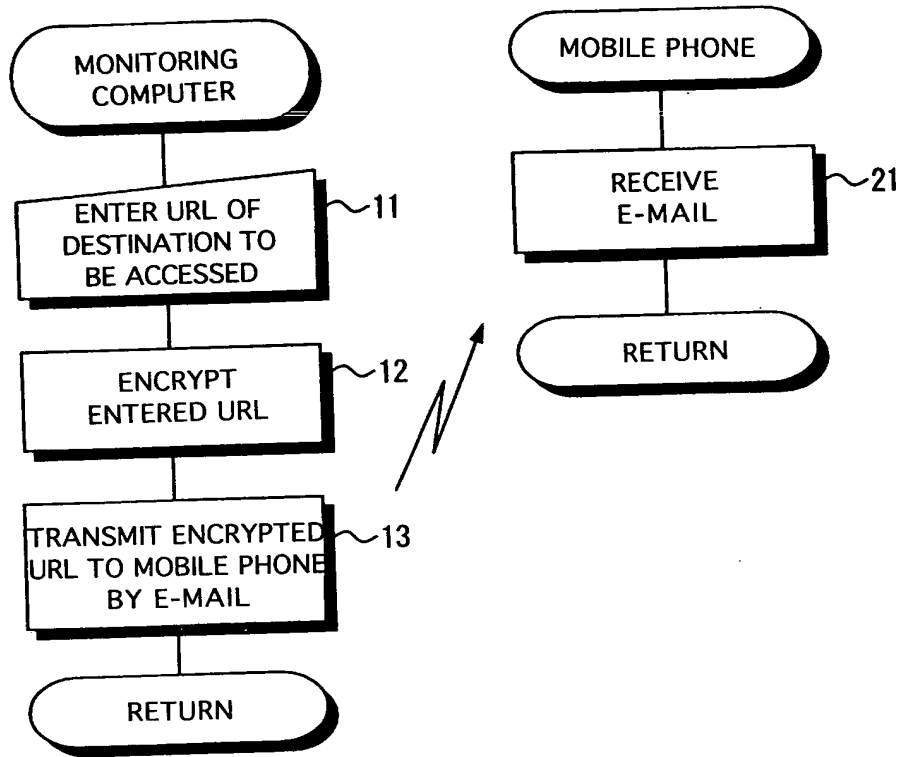 MONITORING
COMPUTER
ENTER URL OF
DESTINATION TO
BE ACCESSED
11
ENCRYPT
ENTERED URL
12
TRANSMIT ENCRYPTED
URL TO MOBILE PHONE
BY E-MAIL
13
RETURN
MOBILE PHONE
RECEIVE
E-MAIL
21
RETURN